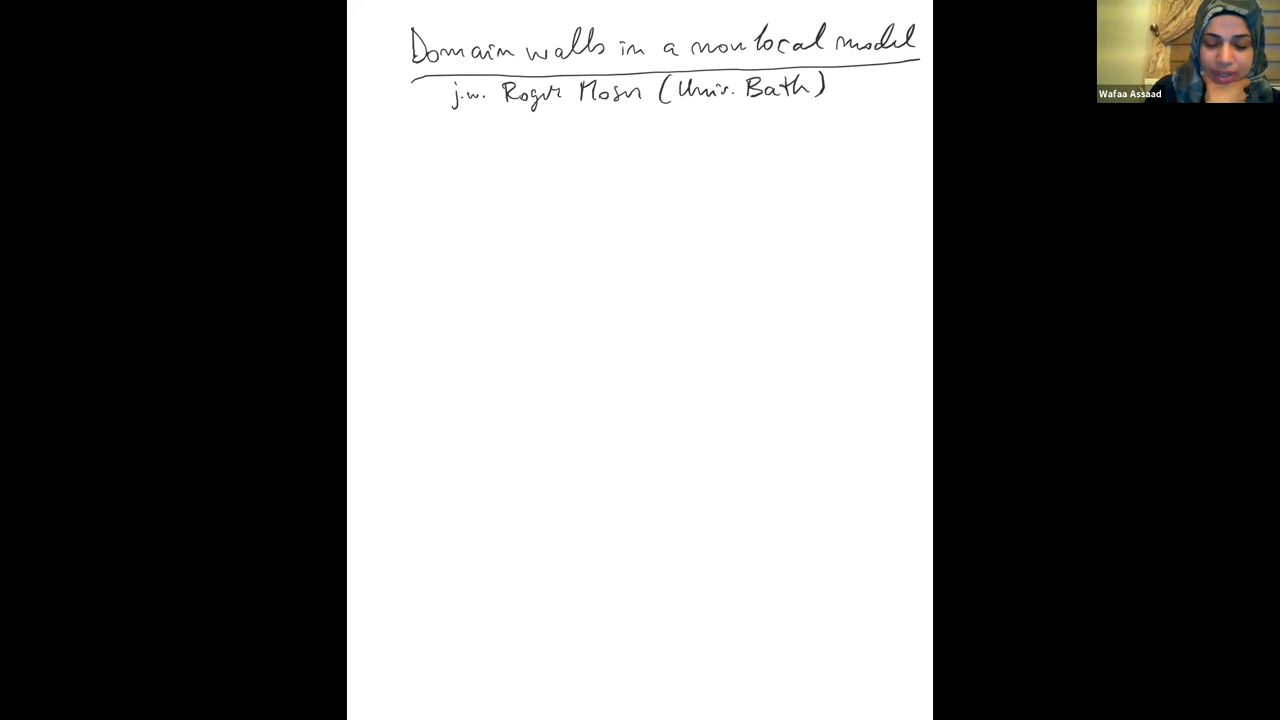 Domain walls in a nonlocal model
j.w. Roger Moser (Univ. Bath)
Wafaa Assaad